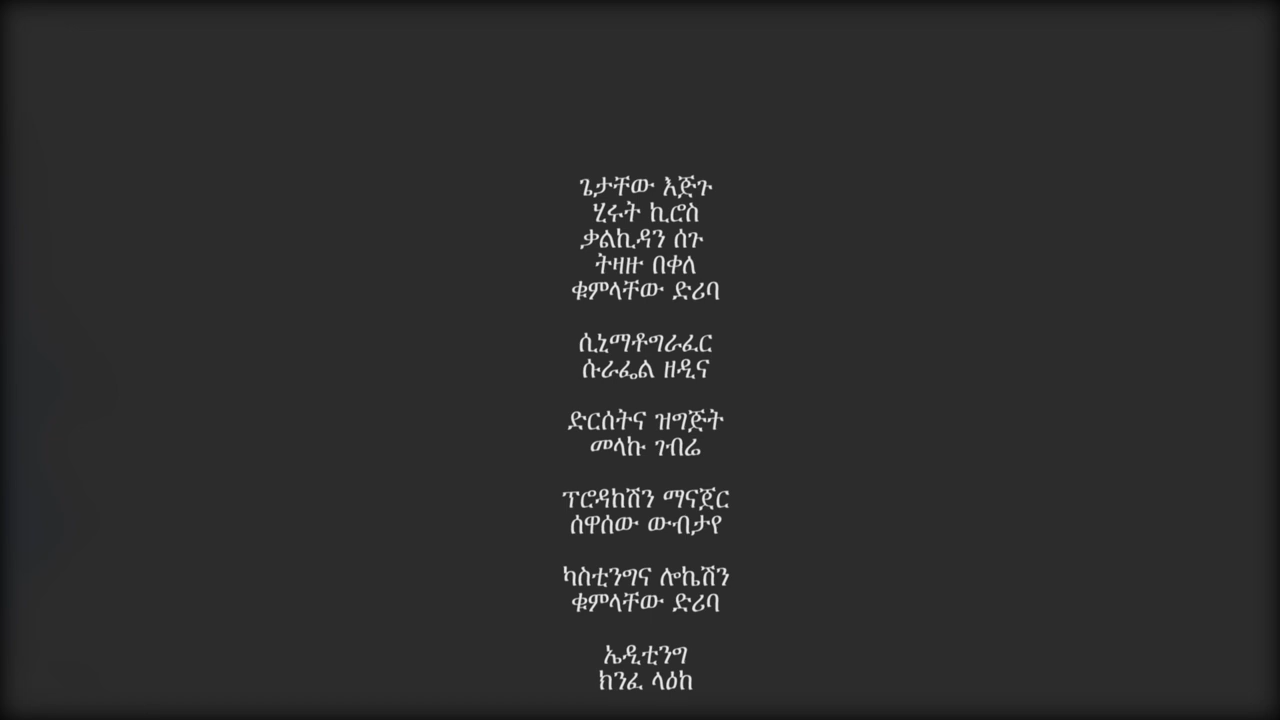 ጌታቸው እጅጉ
ሂሩት ኪሮስ
ቃልኪዳን ሰጉ
ትዛዙ በቀለ
ቁምላቸው ድሪባ
ሲኒማቶግራፈር
ሱራፌል ዘዲና
ድርሰትና ዝግጅት
መላኩ ገብሬ
ፕሮዳክሽን ማናጀር
ሰዋሰው ውብታየ
ካስቲንግና ሎኬሽን
ቁምላቸው ድሪባ
ኤዲቲንግ
ክንፈ ላዕከ